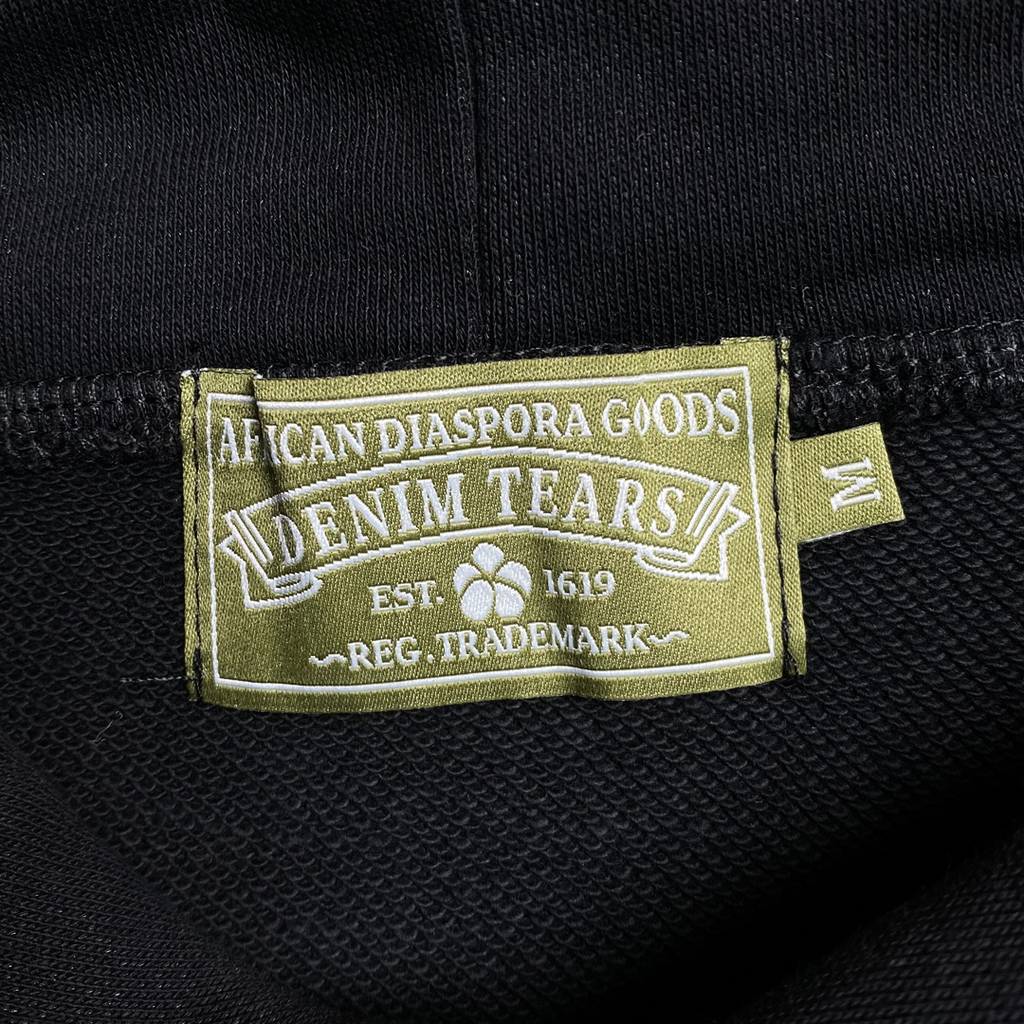 AFRICAN DIASPORA GOODS
DENIM TEARS
EST. 1619
REG. TRADEMARK
M